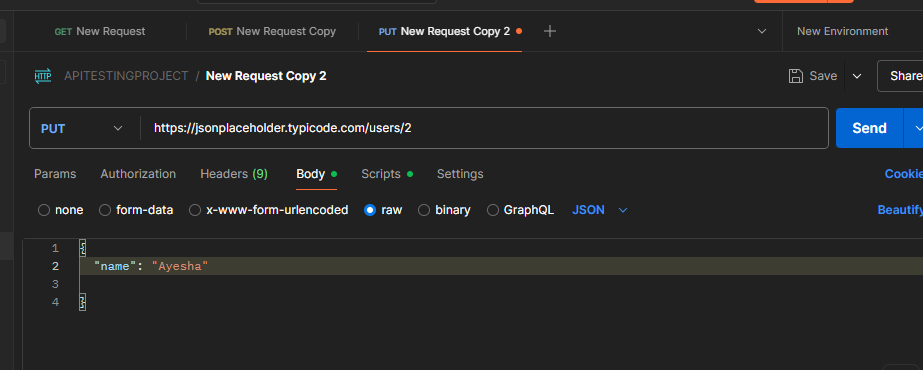 GET New Request POST New Request Copy PUT New Request Copy 2 New Environment
HTTP APITESTINGPROJECT / New Request Copy 2 Save Share
PUT https://jsonplaceholder.typicode.com/users/2 Send
Params Authorization Headers (9) Body Scripts Settings Cookie
none form-data x-www-form-urlencoded raw binary GraphQL JSON Beautify
1 {
2 "name": "Ayesha"
3
4 }